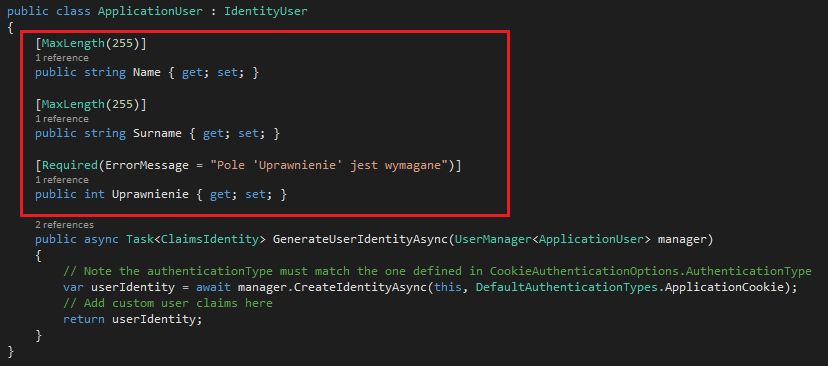 public class ApplicationUser : IdentityUser
{
[MaxLength(255)]
1 reference
public string Name { get; set; }
[MaxLength(255)]
1 reference
public string Surname { get; set; }
[Required(ErrorMessage = "Pole 'Uprawnienie' jest wymagane")]
1 reference
public int Uprawnienie { get; set; }
2 references
public async Task<ClaimsIdentity> GenerateUserIdentityAsync(UserManager<ApplicationUser> manager)
{
// Note the authenticationType must match the one defined in CookieAuthenticationOptions.AuthenticationType
var userIdentity = await manager.CreateIdentityAsync(this, DefaultAuthenticationTypes.ApplicationCookie);
// Add custom user claims here
return userIdentity;
}
}